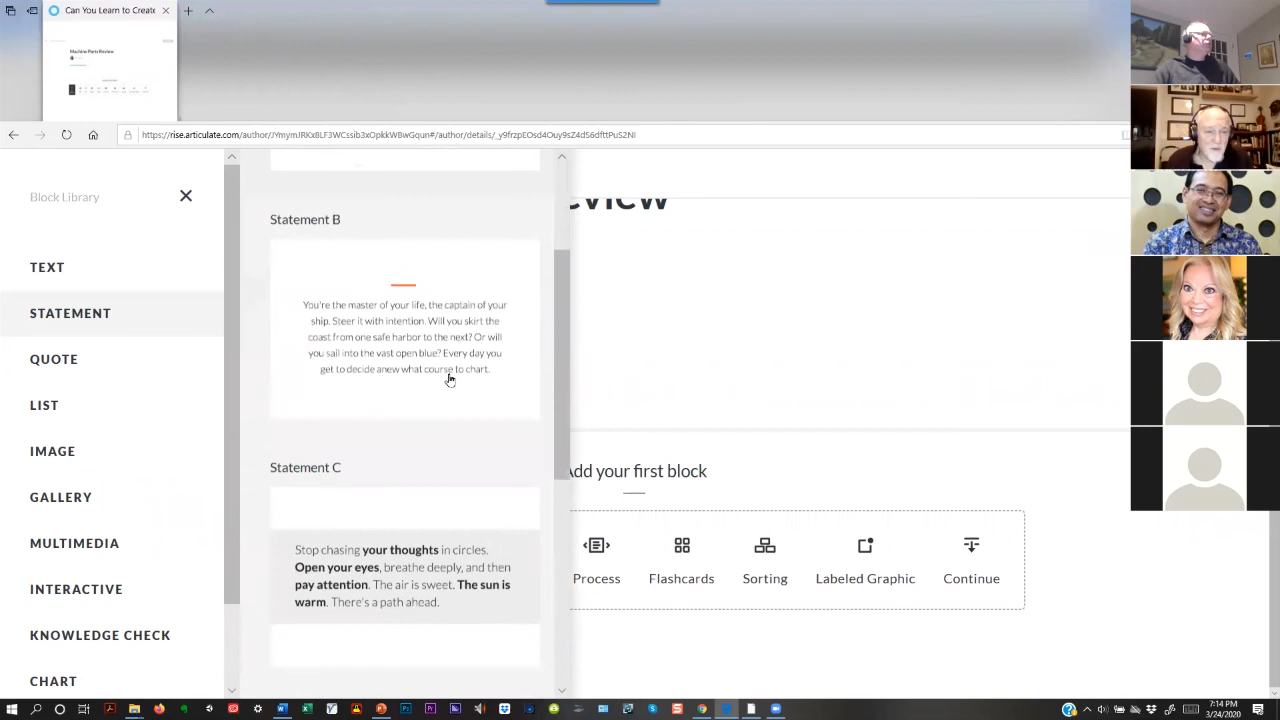 Can You Learn to Create
Machine Parts Review
https://rise.articulate.com/author/JYmymJRKxBLF3WCssib3xOpkkWBwGqun#/author/details/_y9frzpEOsd4Ouy9sZ4dS6dfttPuS2NI
Block Library
TEXT
STATEMENT
QUOTE
LIST
IMAGE
GALLERY
MULTIMEDIA
INTERACTIVE
KNOWLEDGE CHECK
CHART
Statement B
You're the master of your life, the captain of your
ship. Steer it with intention. Will you skirt the
coast from one safe harbor to the next? Or will
you sail into the vast open blue? Every day you
get to decide anew what course to chart.
Statement C
Stop chasing your thoughts in circles.
Open your eyes, breathe deeply, and then
pay attention. The air is sweet. The sun is
warm. There's a path ahead.
eview
Add your first block
Process
Flashcards
Sorting
Labeled Graphic
Continue
7:14 PM
3/24/2020